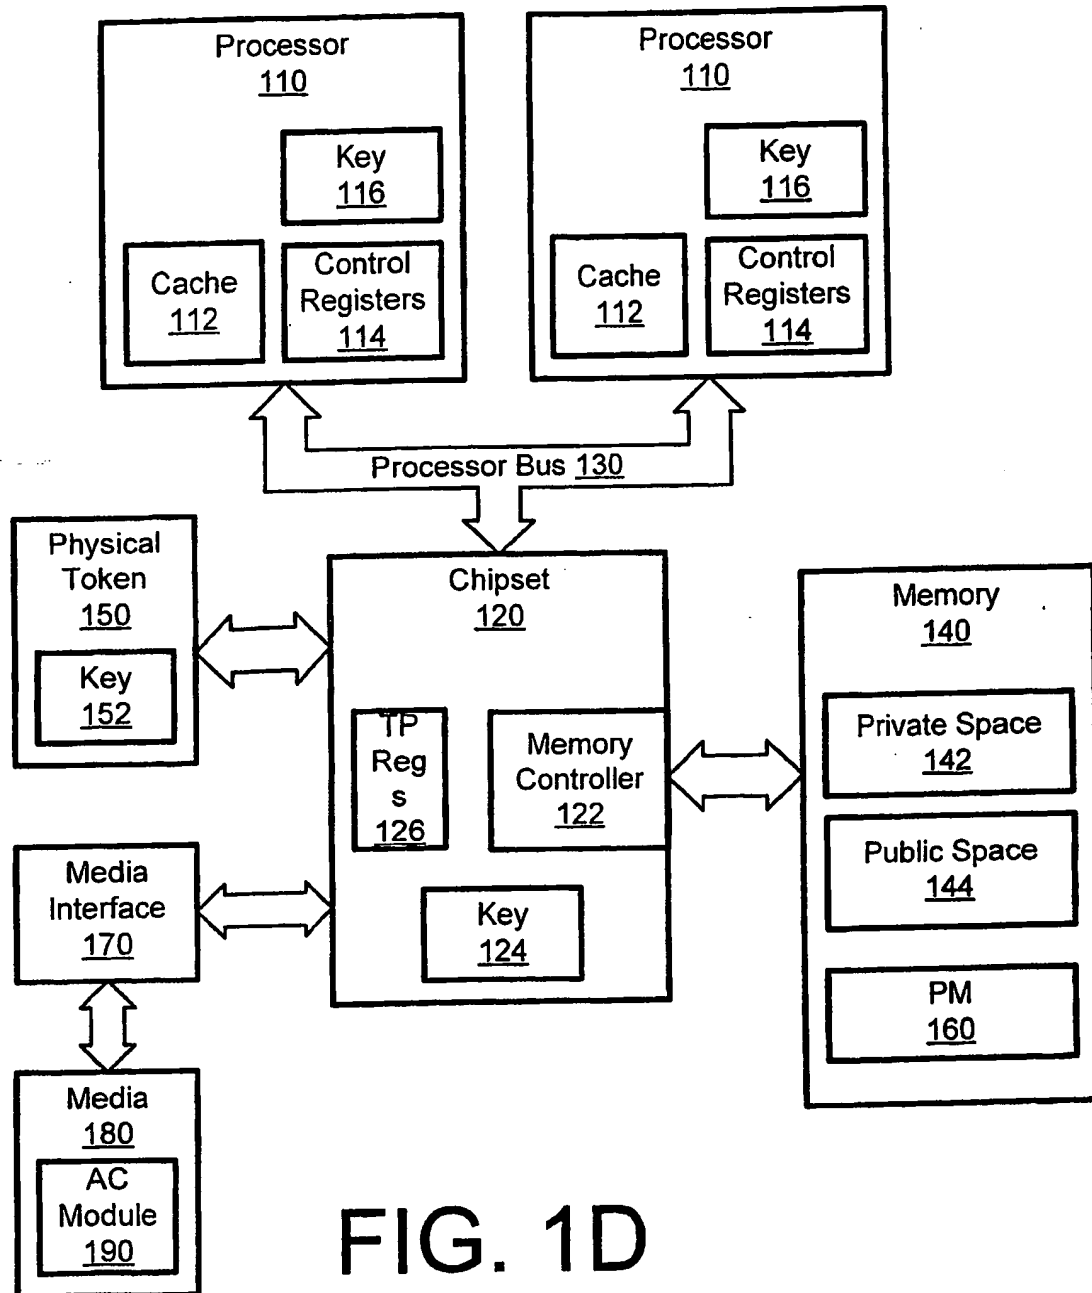 Processor
110
Key
116
Cache
112
Control
Registers
114
Processor
110
Key
116
Cache
112
Control
Registers
114
Processor Bus 130
Physical
Token
150
Key
152
Chipset
120
TP
Reg
s
126
Memory
Controller
122
Key
124
Memory
140
Private Space
142
Public Space
144
PM
160
Media
Interface
170
Media
180
AC
Module
190
FIG. 1D